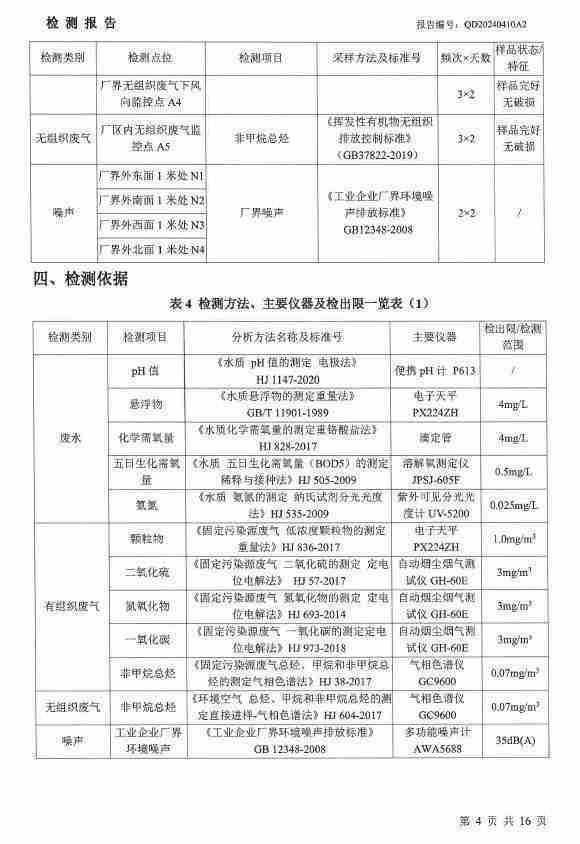 检测报告
报告编号：QD20240410A2
检测类别 检测点位 检测项目 采样方法及标准号 频次×天数 样品状态/特征
厂界无组织废气下风向监控点 A4 3×2 样品完好无破损
无组织废气 厂区内无组织废气监控点 A5 非甲烷总烃 《挥发性有机物无组织排放控制标准》（GB37822-2019） 3×2 样品完好无破损
噪声 厂界外东面 1 米处 N1 厂界噪声 《工业企业厂界环境噪声排放标准》GB12348-2008 2×2 /
厂界外南面 1 米处 N2
厂界外西面 1 米处 N3
厂界外北面 1 米处 N4
四、检测依据
表 4 检测方法、主要仪器及检出限一览表（1）
检测类别 检测项目 分析方法名称及标准号 主要仪器 检出限/检测范围
废水 pH 值 《水质 pH 值的测定 电极法》HJ 1147-2020 便携 pH 计 P613 /
悬浮物 《水质悬浮物的测定重量法》GB/T 11901-1989 电子天平 PX224ZH 4mg/L
化学需氧量 《水质化学需氧量的测定重铬酸盐法》HJ 828-2017 滴定管 4mg/L
五日生化需氧量 《水质 五日生化需氧量（BOD5）的测定 稀释与接种法》HJ 505-2009 溶解氧测定仪 JPSJ-605F 0.5mg/L
氨氮 《水质 氨氮的测定 纳氏试剂分光光度法》HJ 535-2009 紫外可见分光光度计 UV-5200 0.025mg/L
有组织废气 颗粒物 《固定污染源废气 低浓度颗粒物的测定 重量法》HJ 836-2017 电子天平 PX224ZH 1.0mg/m³
二氧化硫 《固定污染源废气 二氧化硫的测定 定电位电解法》 HJ 57-2017 自动烟尘烟气测试仪 GH-60E 3mg/m³
氮氧化物 《固定污染源废气 氮氧化物的测定 定电位电解法》HJ 693-2014 自动烟尘烟气测试仪 GH-60E 3mg/m³
一氧化碳 《固定污染源废气 一氧化碳的测定定电位电解法》HJ 973-2018 自动烟尘烟气测试仪 GH-60E 3mg/m³
非甲烷总烃 《固定污染源废气总烃、甲烷和非甲烷总烃的测定气相色谱法》HJ 38-2017 气相色谱仪 GC9600 0.07mg/m³
无组织废气 非甲烷总烃 《环境空气 总烃、甲烷和非甲烷总烃的测定直接进样-气相色谱法》HJ 604-2017 气相色谱仪 GC9600 0.07mg/m³
噪声 工业企业厂界环境噪声 《工业企业厂界环境噪声排放标准》GB 12348-2008 多功能噪声计 AWA5688 35dB(A)
第 4 页 共 16 页